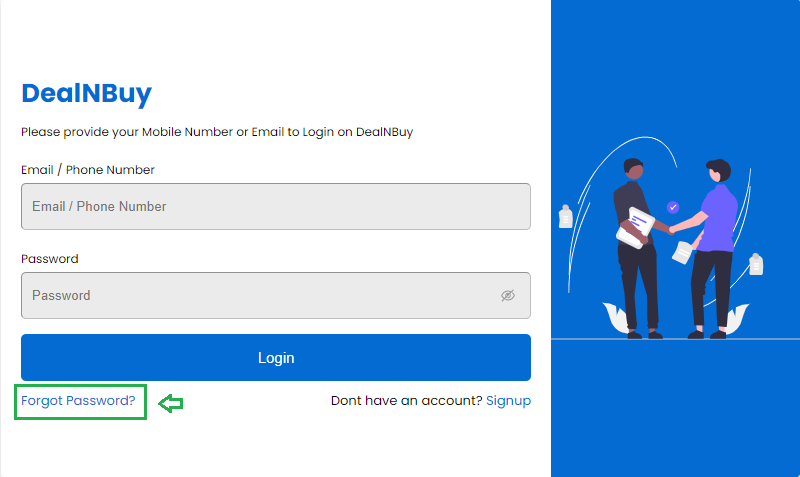 DealNBuy
Please provide your Mobile Number or Email to Login on DealNBuy
Email / Phone Number
Email / Phone Number
Password
Password
Login
Forgot Password?
Dont have an account? Signup